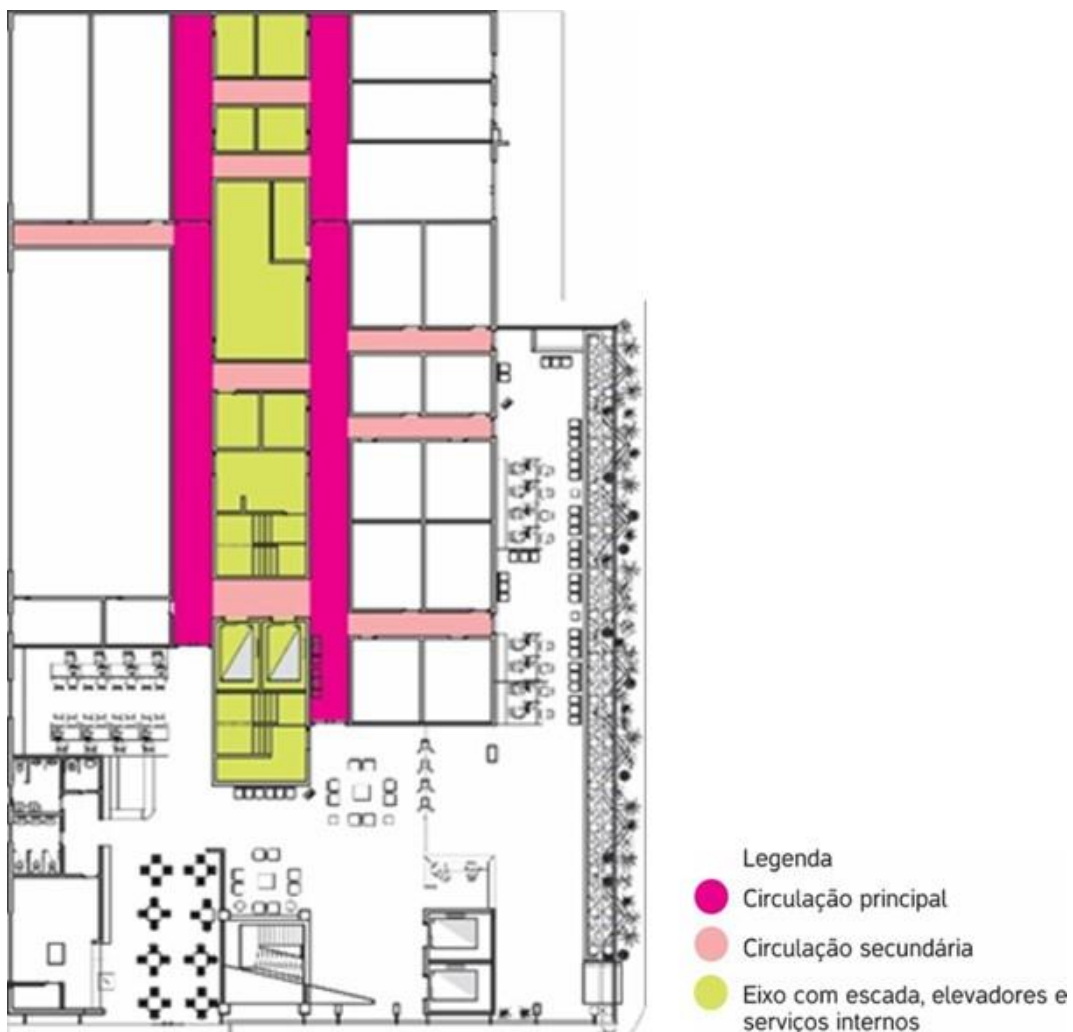 Legenda
Circulação principal
Circulação secundária
Eixo com escada, elevadores e
serviços internos